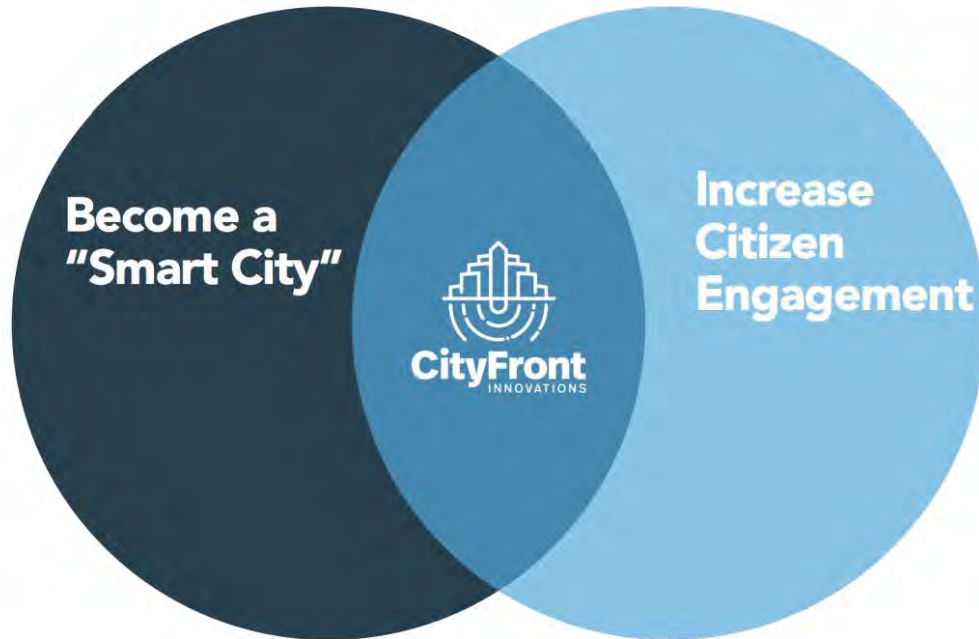 Become a
"Smart City"
CityFront
INNOVATIONS
Increase
Citizen
Engagement